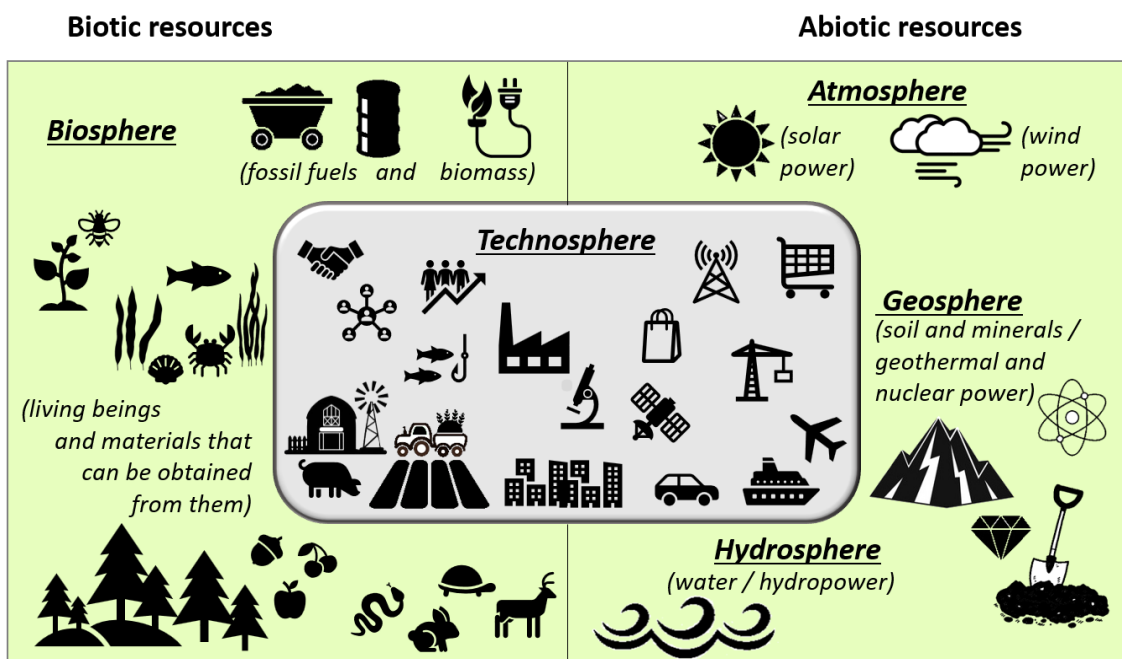 Biotic resources
Abiotic resources
Biosphere
(fossil fuels and biomass)
Atmosphere
(solar
power)
(wind
power)
Technosphere
Geosphere
(soil and minerals /
geothermal and
nuclear power)
(living beings
and materials that
can be obtained
from them)
Hydrosphere
(water / hydropower)